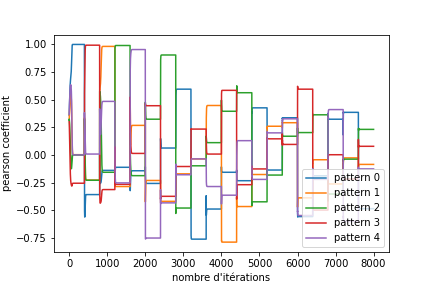 1.00
0.75
0.50
0.25
0.00
−0.25
−0.50
−0.75
pearson coefficient
0 1000 2000 3000 4000 5000 6000 7000 8000
nombre d'itérations
pattern 0
pattern 1
pattern 2
pattern 3
pattern 4